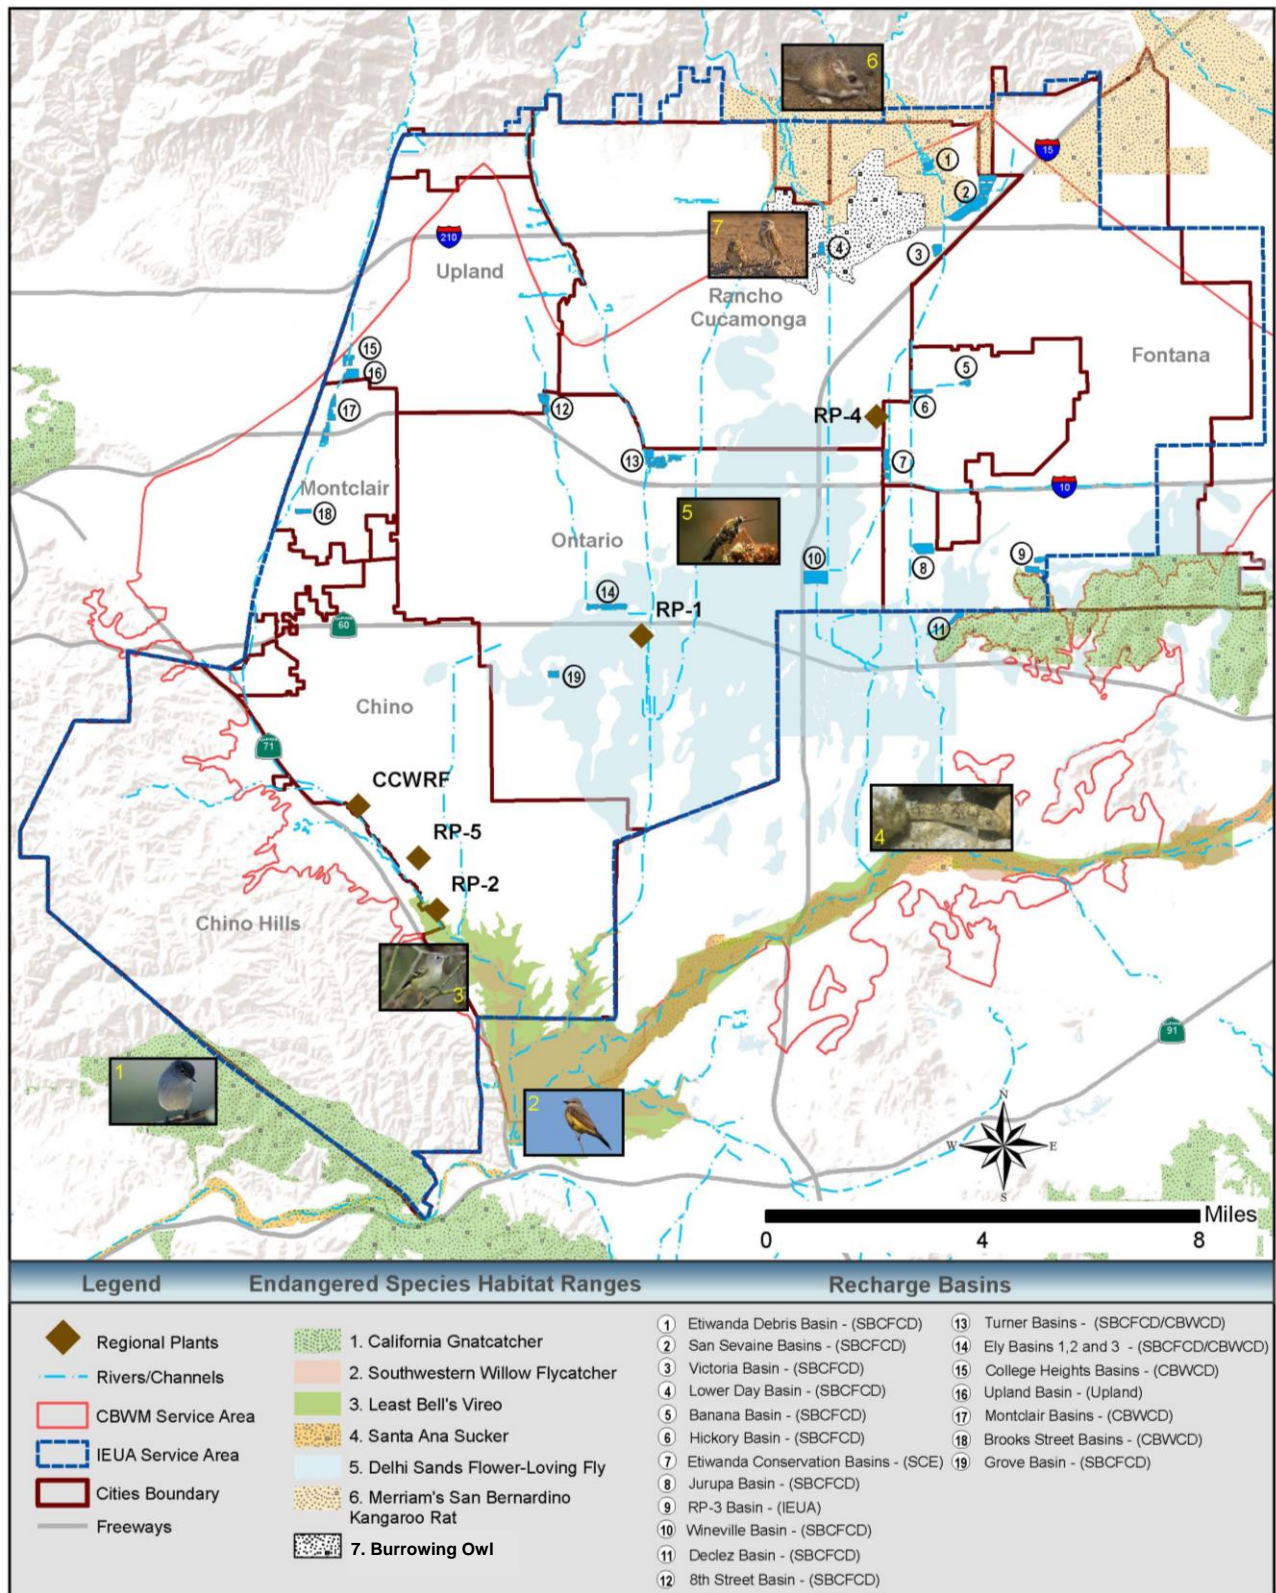 6
1
15
2
7
4
3
210
Upland
Rancho
Cucamonga
15
16
Fontana
5
6
17
12
RP-4
13
7
Montclair
10
18
5
Ontario
10
8
9
14
RP-1
11
60
19
Chino
71
CCWRF
4
RP-5
RP-2
Chino Hills
3
91
1
2
N
W E
S
Miles
0 4 8
Legend
Endangered Species Habitat Ranges
Recharge Basins
Regional Plants
Rivers/Channels
CBWM Service Area
IEUA Service Area
Cities Boundary
Freeways
1. California Gnatcatcher
2. Southwestern Willow Flycatcher
3. Least Bell's Vireo
4. Santa Ana Sucker
5. Delhi Sands Flower-Loving Fly
6. Merriam's San Bernardino
Kangaroo Rat
7. Burrowing Owl
1 Etiwanda Debris Basin - (SBCFCD)
2 San Sevaine Basins - (SBCFCD)
3 Victoria Basin - (SBCFCD)
4 Lower Day Basin - (SBCFCD)
5 Banana Basin - (SBCFCD)
6 Hickory Basin - (SBCFCD)
7 Etiwanda Conservation Basins - (SCE)
8 Jurupa Basin - (SBCFCD)
9 RP-3 Basin - (IEUA)
10 Wineville Basin - (SBCFCD)
11 Declez Basin - (SBCFCD)
12 8th Street Basin - (SBCFCD)
13 Turner Basins - (SBCFCD/CBWCD)
14 Ely Basins 1,2 and 3 - (SBCFCD/CBWCD)
15 College Heights Basins - (CBWCD)
16 Upland Basin - (Upland)
17 Montclair Basins - (CBWCD)
18 Brooks Street Basins - (CBWCD)
19 Grove Basin - (SBCFCD)